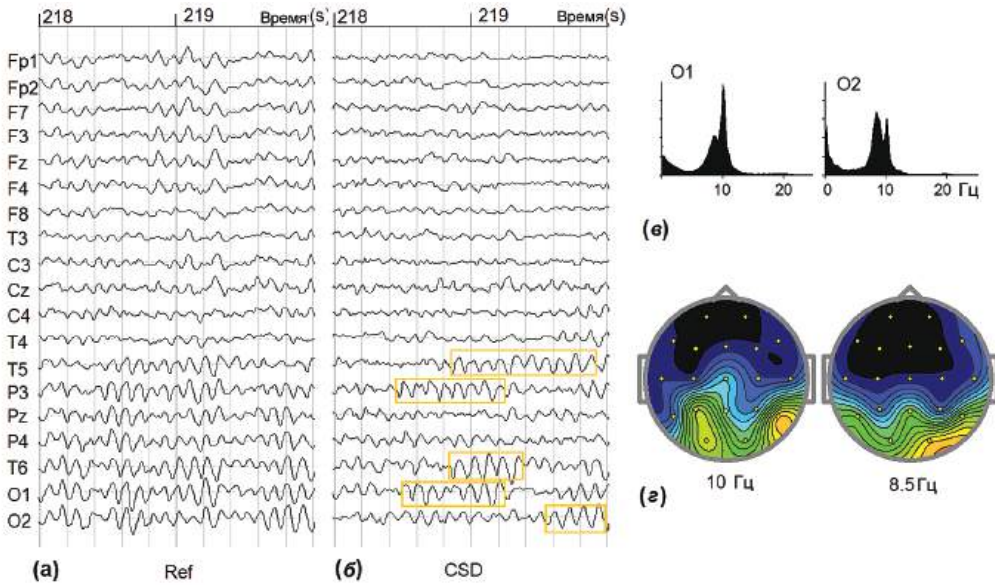 218 219 Время(s) 218 219 Время(s)
Fp1
Fp2
F7
F3
Fz
F4
F8
T3
C3
Cz
C4
T4
T5
P3
Pz
P4
T6
O1
O2
(а) Ref (б) CSD
O1 O2
0 10 20 0 10 20 Гц
(в)
(г) 10 Гц 8.5Гц